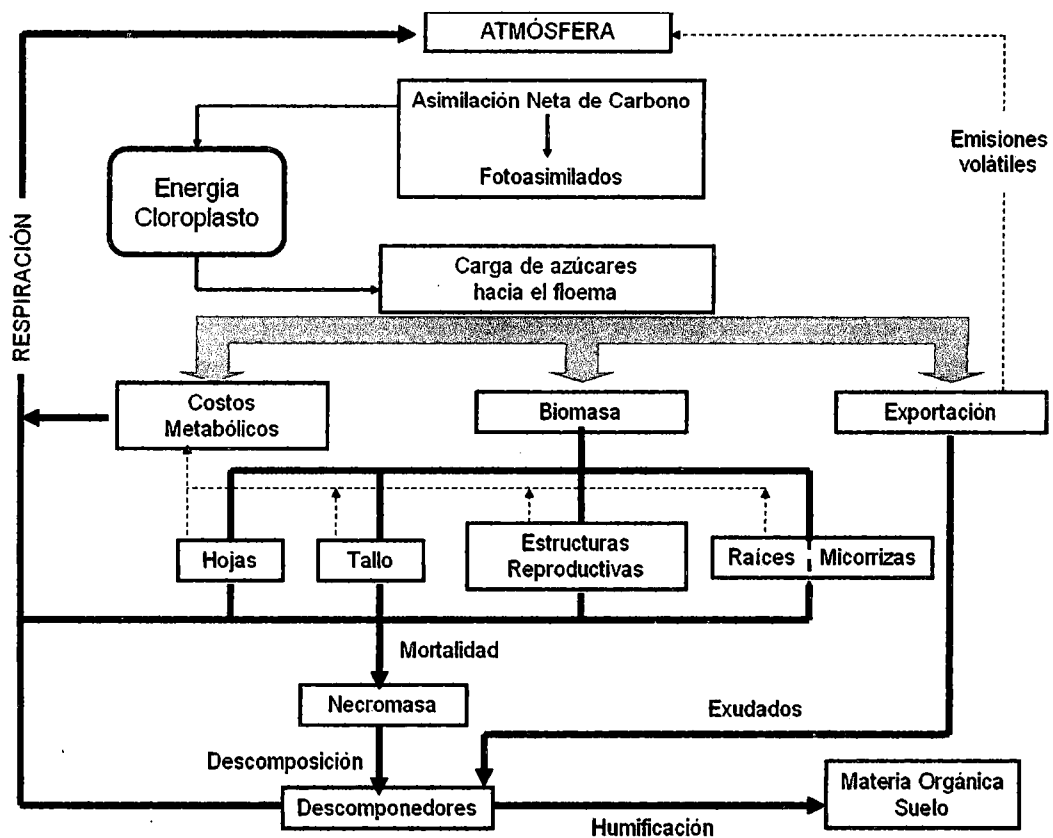 ATMÓSFERA
Asimilación Neta de Carbono
Fotoasimilados
Emisiones
volátiles
Energía
Cloroplasto
RESPIRACIÓN
Carga de azúcares
hacia el floema
Costos
Metabólicos
Biomasa
Exportación
Hojas
Tallo
Estructuras
Reproductivas
Raíces Micorrizas
Mortalidad
Necromasa
Exudados
Descomposición
Descomponedores
Humificación
Materia Orgánica
Suelo